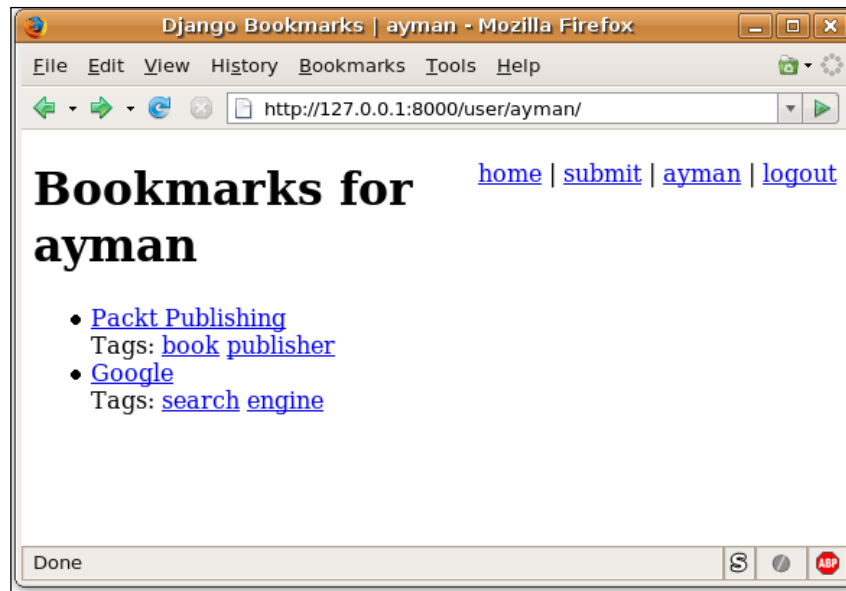 Django Bookmarks | ayman - Mozilla Firefox
File Edit View History Bookmarks Tools Help
http://127.0.0.1:8000/user/ayman/
home | submit | ayman | logout
Bookmarks for
ayman
Packt Publishing
Tags: book publisher
Google
Tags: search engine
Done
S
ABP